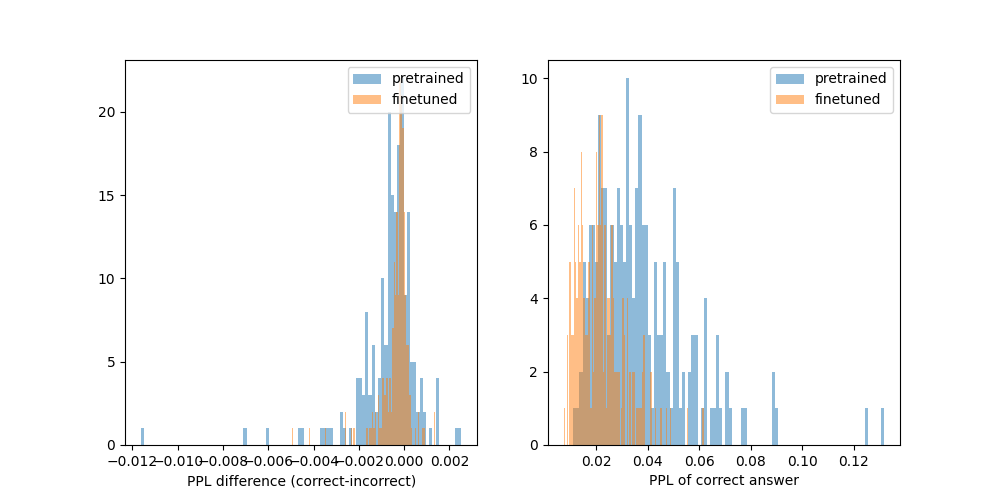 pretrained
finetuned
20
15
10
5
0
−0.012 −0.010 −0.008 −0.006 −0.004 −0.002 0.000 0.002
PPL difference (correct-incorrect)
pretrained
finetuned
10
8
6
4
2
0
0.02 0.04 0.06 0.08 0.10 0.12
PPL of correct answer